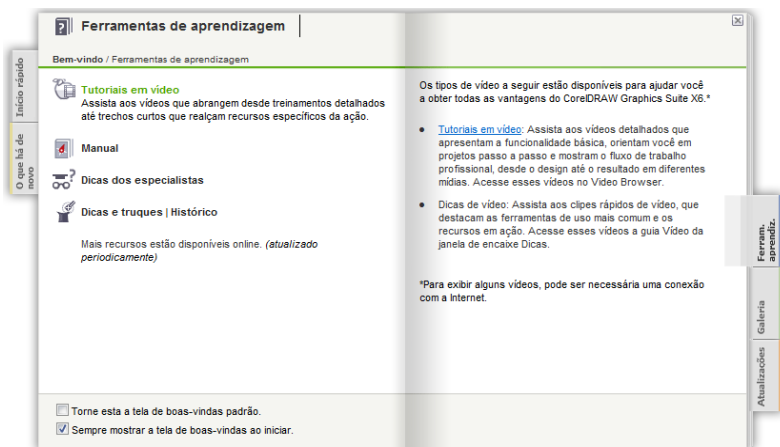 Ferramentas de aprendizagem
Bem-vindo / Ferramentas de aprendizagem
Início rápido
O que há de
novo
Tutoriais em vídeo
Assista aos vídeos que abrangem desde treinamentos detalhados
até trechos curtos que realçam recursos específicos da ação.
Manual
Dicas dos especialistas
Dicas e truques | Histórico
Mais recursos estão disponíveis online. (atualizado
periodicamente)
Torne esta a tela de boas-vindas padrão.
Sempre mostrar a tela de boas-vindas ao iniciar.
Os tipos de vídeo a seguir estão disponíveis para ajudar você
a obter todas as vantagens do CorelDRAW Graphics Suite X6.*
• Tutoriais em vídeo: Assista aos vídeos detalhados que
apresentam a funcionalidade básica, orientam você em
projetos passo a passo e mostram o fluxo de trabalho
profissional, desde o design até o resultado em diferentes
mídias. Acesse esses vídeos no Video Browser.
• Dicas de vídeo: Assista aos clipes rápidos de vídeo, que
destacam as ferramentas de uso mais comum e os
recursos em ação. Acesse esses vídeos a guia Vídeo da
janela de encaixe Dicas.
*Para exibir alguns vídeos, pode ser necessária uma conexão
com a Internet.
Ferram.
aprendiz.
Galeria
Atualizações